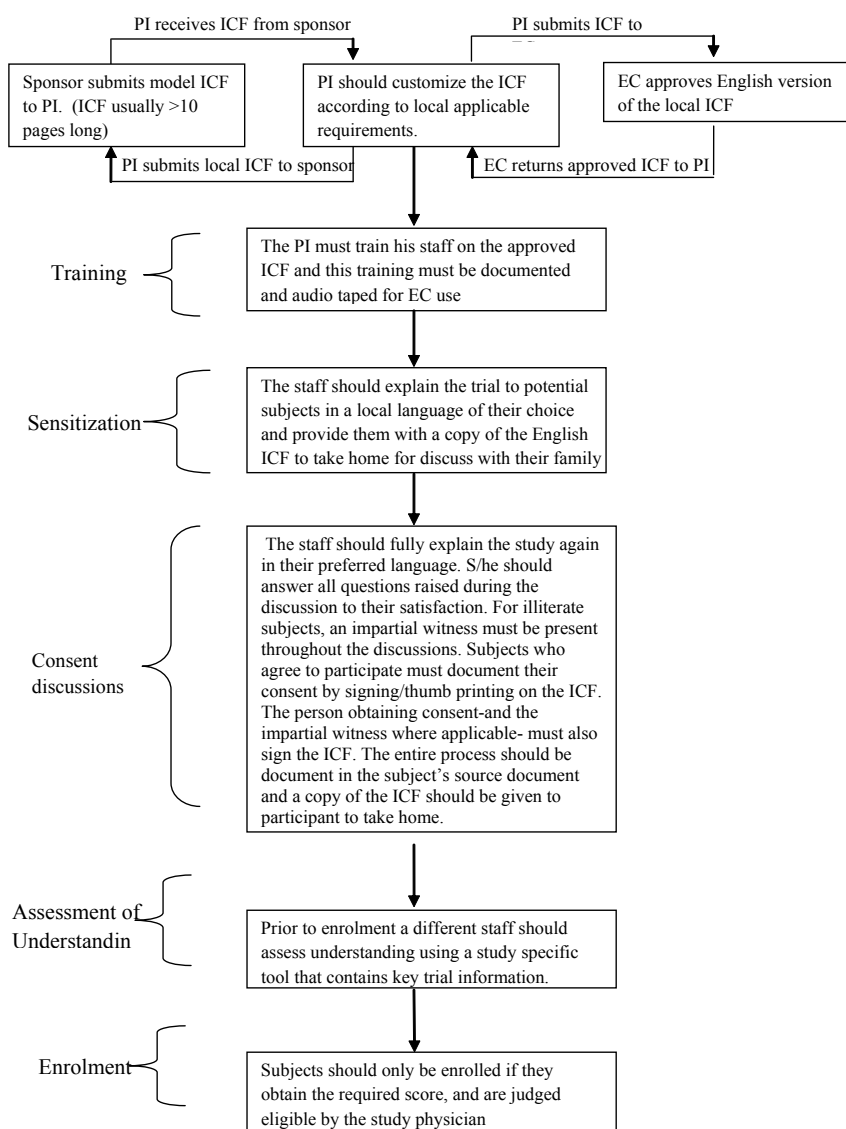 PI receives ICF from sponsor
PI submits ICF to
Sponsor submits model ICF
to PI. (ICF usually >10
pages long)
PI should customize the ICF
according to local applicable
requirements.
EC approves English version
of the local ICF
PI submits local ICF to sponsor
EC returns approved ICF to PI
Training
The PI must train his staff on the approved
ICF and this training must be documented
and audio taped for EC use
Sensitization
The staff should explain the trial to potential
subjects in a local language of their choice
and provide them with a copy of the English
ICF to take home for discuss with their family
Consent
discussions
The staff should fully explain the study again
in their preferred language. S/he should
answer all questions raised during the
discussion to their satisfaction. For illiterate
subjects, an impartial witness must be present
throughout the discussions. Subjects who
agree to participate must document their
consent by signing/thumb printing on the ICF.
The person obtaining consent-and the
impartial witness where applicable- must also
sign the ICF. The entire process should be
document in the subject's source document
and a copy of the ICF should be given to
participant to take home.
Assessment of
Understandin
Prior to enrolment a different staff should
assess understanding using a study specific
tool that contains key trial information.
Enrolment
Subjects should only be enrolled if they
obtain the required score, and are judged
eligible by the study physician